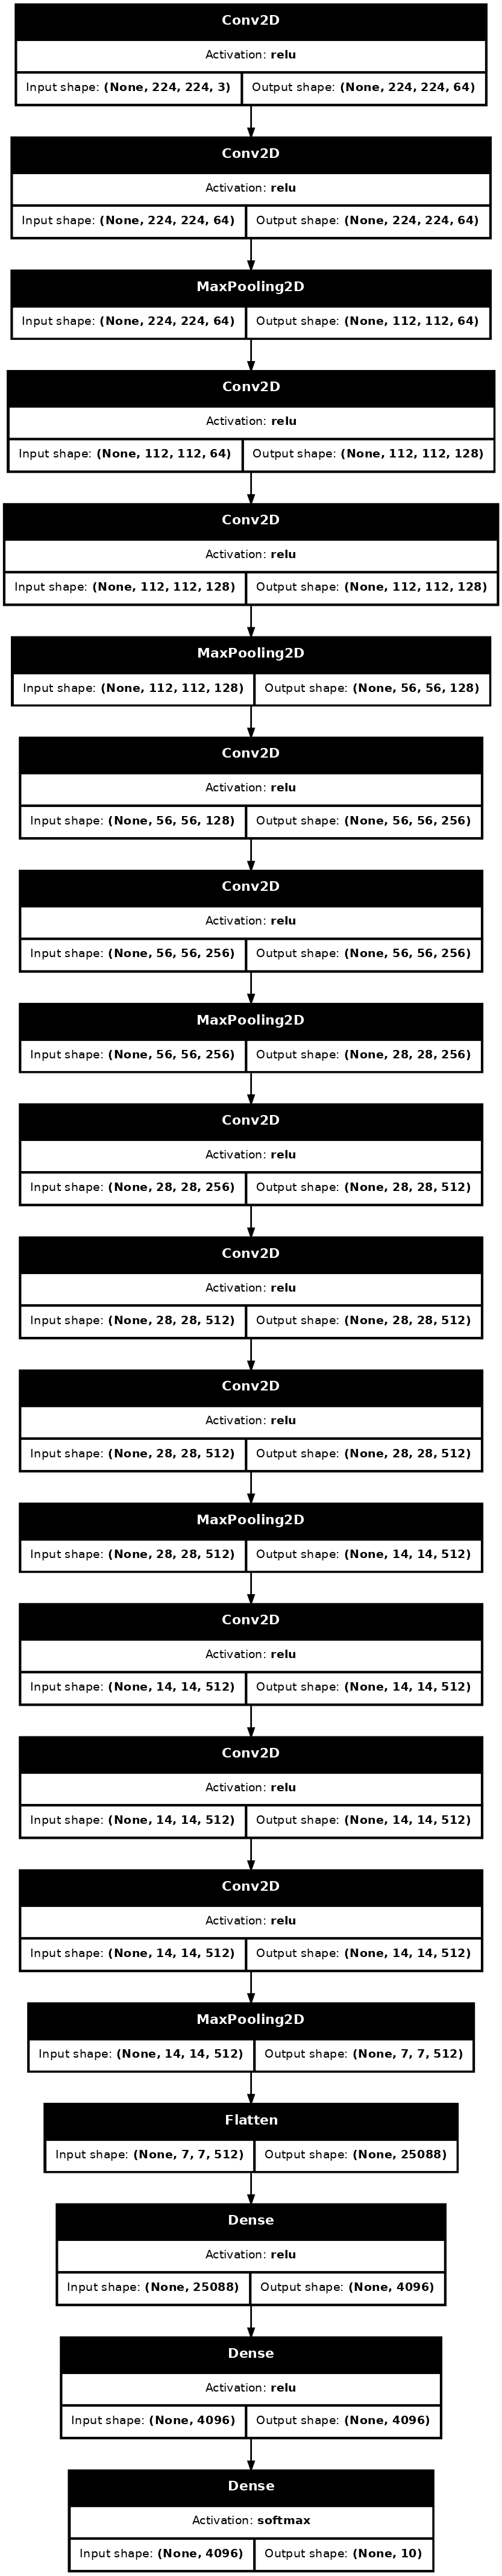 Conv2D
Activation: relu
Input shape: (None, 224, 224, 3) Output shape: (None, 224, 224, 64)
Conv2D
Activation: relu
Input shape: (None, 224, 224, 64) Output shape: (None, 224, 224, 64)
MaxPooling2D
Input shape: (None, 224, 224, 64) Output shape: (None, 112, 112, 64)
Conv2D
Activation: relu
Input shape: (None, 112, 112, 64) Output shape: (None, 112, 112, 128)
Conv2D
Activation: relu
Input shape: (None, 112, 112, 128) Output shape: (None, 112, 112, 128)
MaxPooling2D
Input shape: (None, 112, 112, 128) Output shape: (None, 56, 56, 128)
Conv2D
Activation: relu
Input shape: (None, 56, 56, 128) Output shape: (None, 56, 56, 256)
Conv2D
Activation: relu
Input shape: (None, 56, 56, 256) Output shape: (None, 56, 56, 256)
MaxPooling2D
Input shape: (None, 56, 56, 256) Output shape: (None, 28, 28, 256)
Conv2D
Activation: relu
Input shape: (None, 28, 28, 256) Output shape: (None, 28, 28, 512)
Conv2D
Activation: relu
Input shape: (None, 28, 28, 512) Output shape: (None, 28, 28, 512)
Conv2D
Activation: relu
Input shape: (None, 28, 28, 512) Output shape: (None, 28, 28, 512)
MaxPooling2D
Input shape: (None, 28, 28, 512) Output shape: (None, 14, 14, 512)
Conv2D
Activation: relu
Input shape: (None, 14, 14, 512) Output shape: (None, 14, 14, 512)
Conv2D
Activation: relu
Input shape: (None, 14, 14, 512) Output shape: (None, 14, 14, 512)
Conv2D
Activation: relu
Input shape: (None, 14, 14, 512) Output shape: (None, 14, 14, 512)
MaxPooling2D
Input shape: (None, 14, 14, 512) Output shape: (None, 7, 7, 512)
Flatten
Input shape: (None, 7, 7, 512) Output shape: (None, 25088)
Dense
Activation: relu
Input shape: (None, 25088) Output shape: (None, 4096)
Dense
Activation: relu
Input shape: (None, 4096) Output shape: (None, 4096)
Dense
Activation: softmax
Input shape: (None, 4096) Output shape: (None, 10)